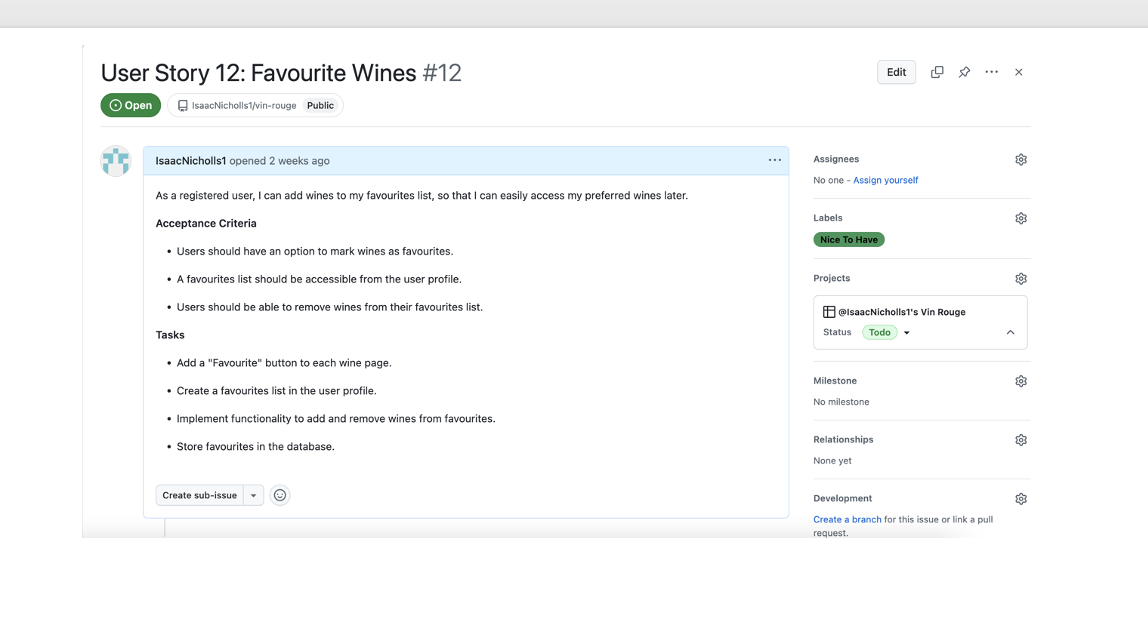 User Story 12: Favourite Wines #12
Edit
Open
IsaacNicholls1/vin-rouge
Public
IsaacNicholls1 opened 2 weeks ago
As a registered user, I can add wines to my favourites list, so that I can easily access my preferred wines later.
Acceptance Criteria
• Users should have an option to mark wines as favourites.
• A favourites list should be accessible from the user profile.
• Users should be able to remove wines from their favourites list.
Tasks
• Add a "Favourite" button to each wine page.
• Create a favourites list in the user profile.
• Implement functionality to add and remove wines from favourites.
• Store favourites in the database.
Create sub-issue
Assignees
No one - Assign yourself
Labels
Nice To Have
Projects
@IsaacNicholls1's Vin Rouge
Status Todo
Milestone
No milestone
Relationships
None yet
Development
Create a branch for this issue or link a pull
request.